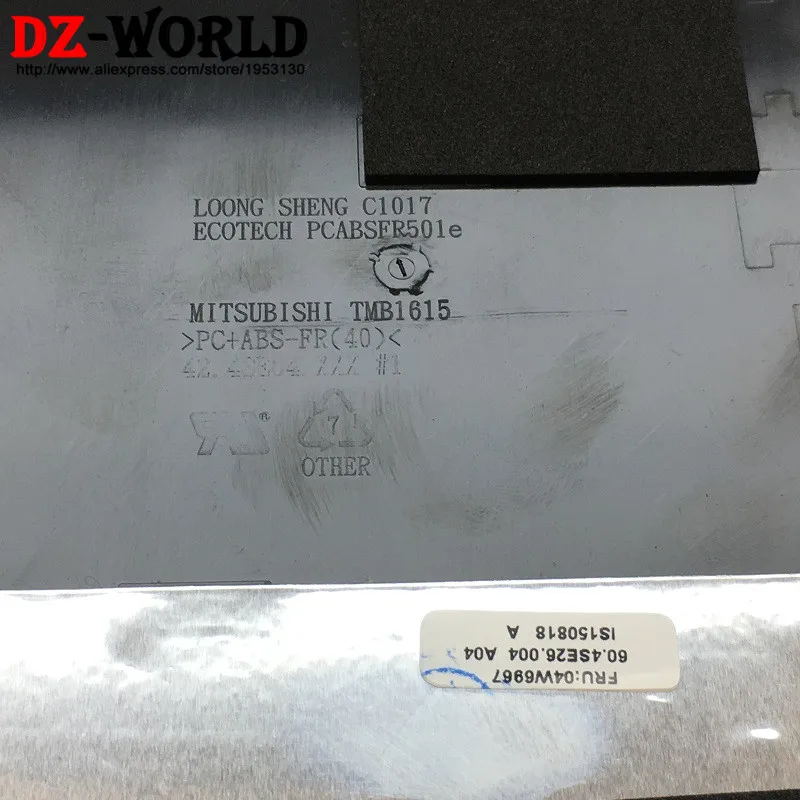 DZ-WORLD
http://www.aliexpress.com/store/1953130
LOONG SHENG C1017
ECOTECH PCABSFR501e
MITSUBISHI TMB1615
>PC+ABS-FR(40)<
#1
7
OTHER
FRU:04W6967
60.4SE26.004 A04
IS150818 A